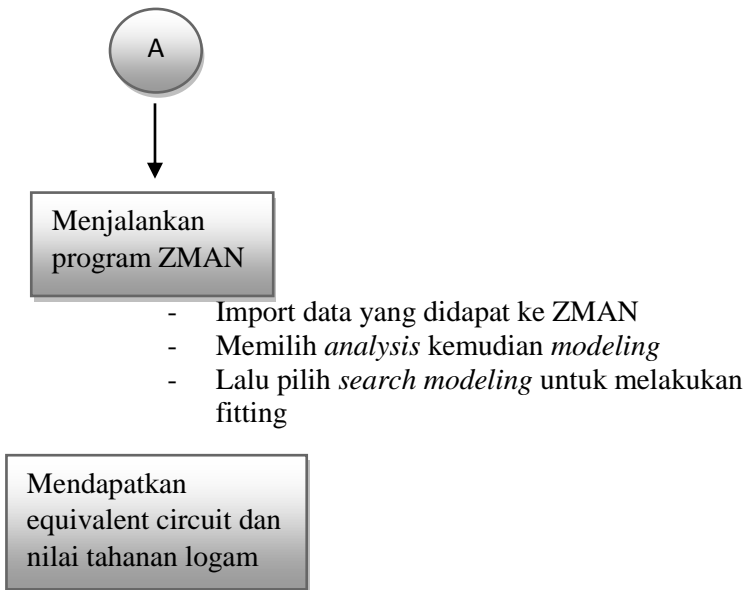 A
Menjalankan
program ZMAN
- Import data yang didapat ke ZMAN
- Memilih analysis kemudian modeling
- Lalu pilih search modeling untuk melakukan
fitting
Mendapatkan
equivalent circuit dan
nilai tahanan logam